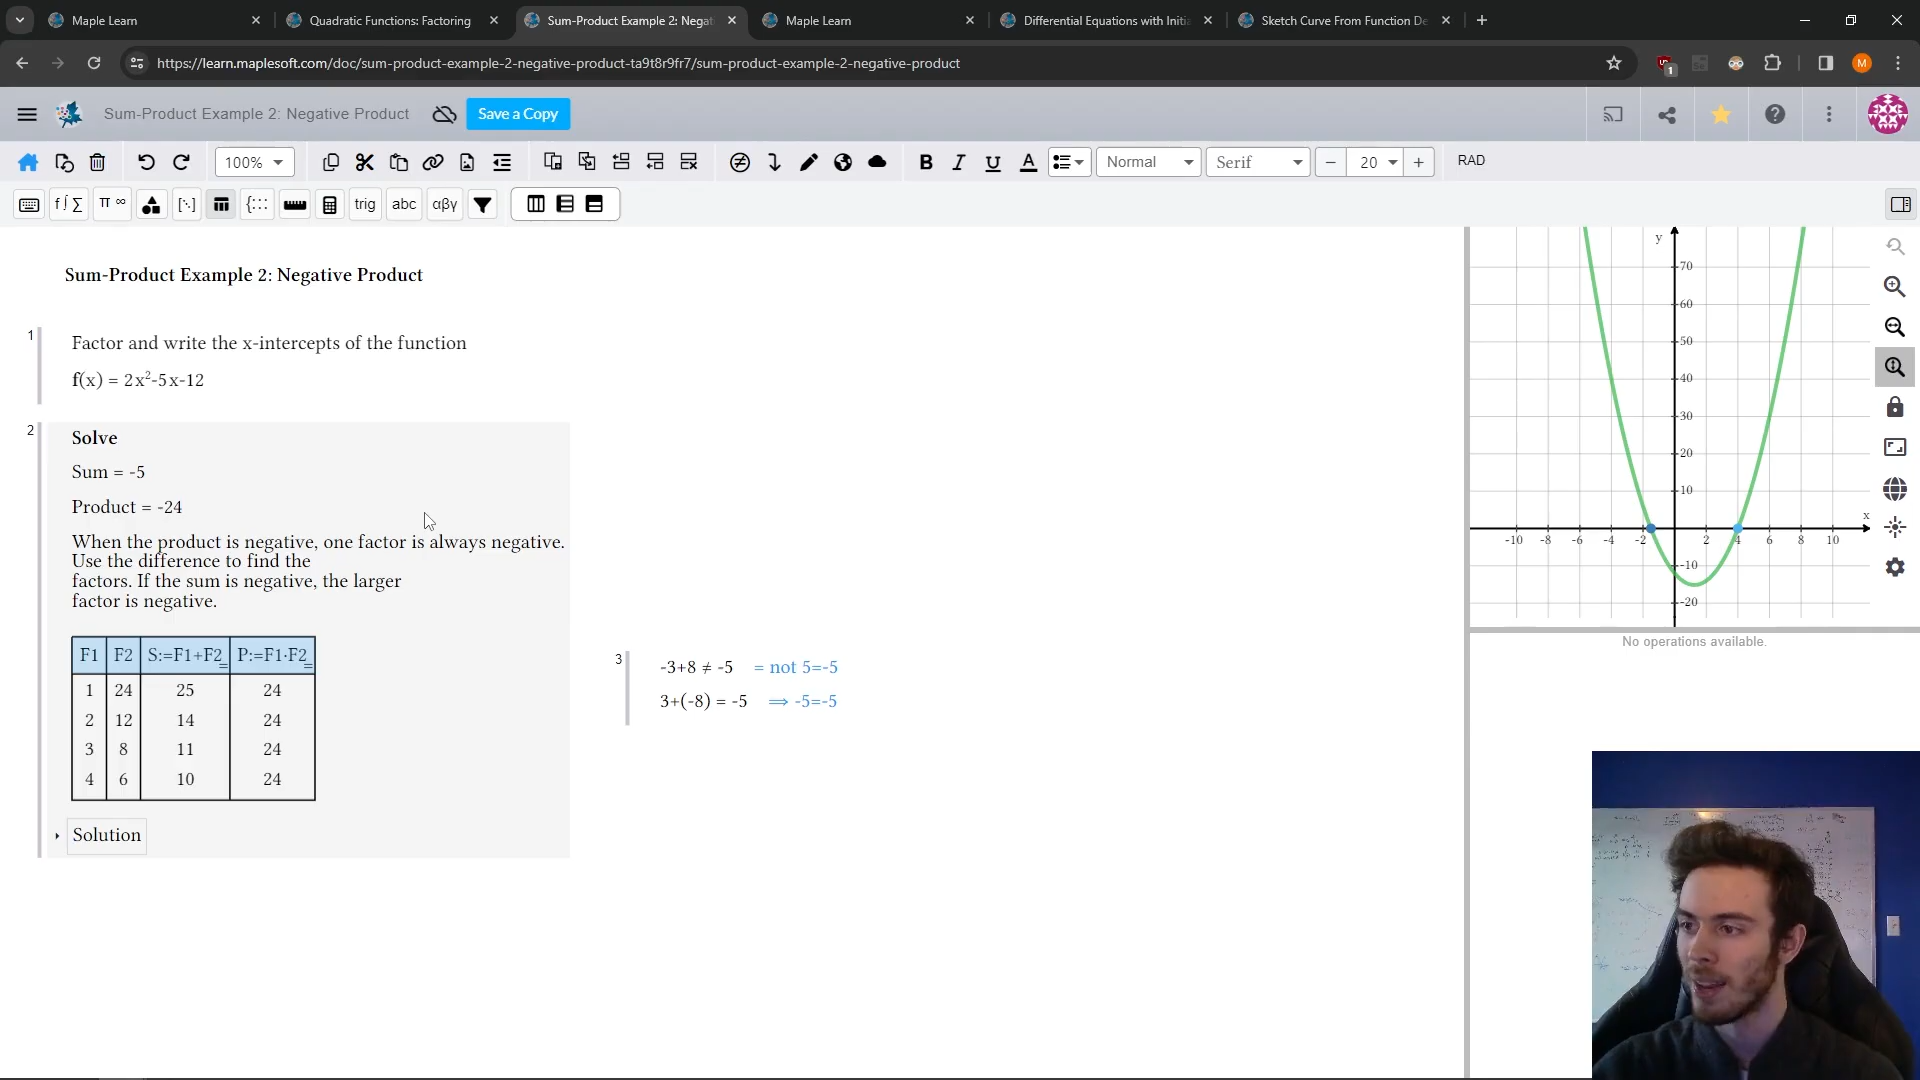 Maple Learn
Quadratic Functions: Factoring
Sum-Product Example 2: Negat
Maple Learn
Differential Equations with Initia
Sketch Curve From Function De
https://learn.maplesoft.com/doc/sum-product-example-2-negative-product-ta9t8r9fr7/sum-product-example-2-negative-product
1
M
Sum-Product Example 2: Negative Product
Save a Copy
100%
B I U A
Normal
Serif
− 20 +
RAD
f∫Σ
π ∞
trig
abc
αβγ
Sum-Product Example 2: Negative Product
1
Factor and write the x-intercepts of the function
f(x) = 2x²-5x-12
2
Solve
Sum = -5
Product = -24
When the product is negative, one factor is always negative.
Use the difference to find the
factors. If the sum is negative, the larger
factor is negative.
F1 F2 S:=F1+F2= P:=F1·F2=
1 24 25 24
2 12 14 24
3 8 11 24
4 6 10 24
Solution
3
-3+8 ≠ -5 = not 5=-5
3+(-8) = -5 ⟹ -5=-5
y
70
60
50
40
30
20
10
x
-10 -8 -6 -4 -2 2 4 6 8 10
-10
-20
No operations available.